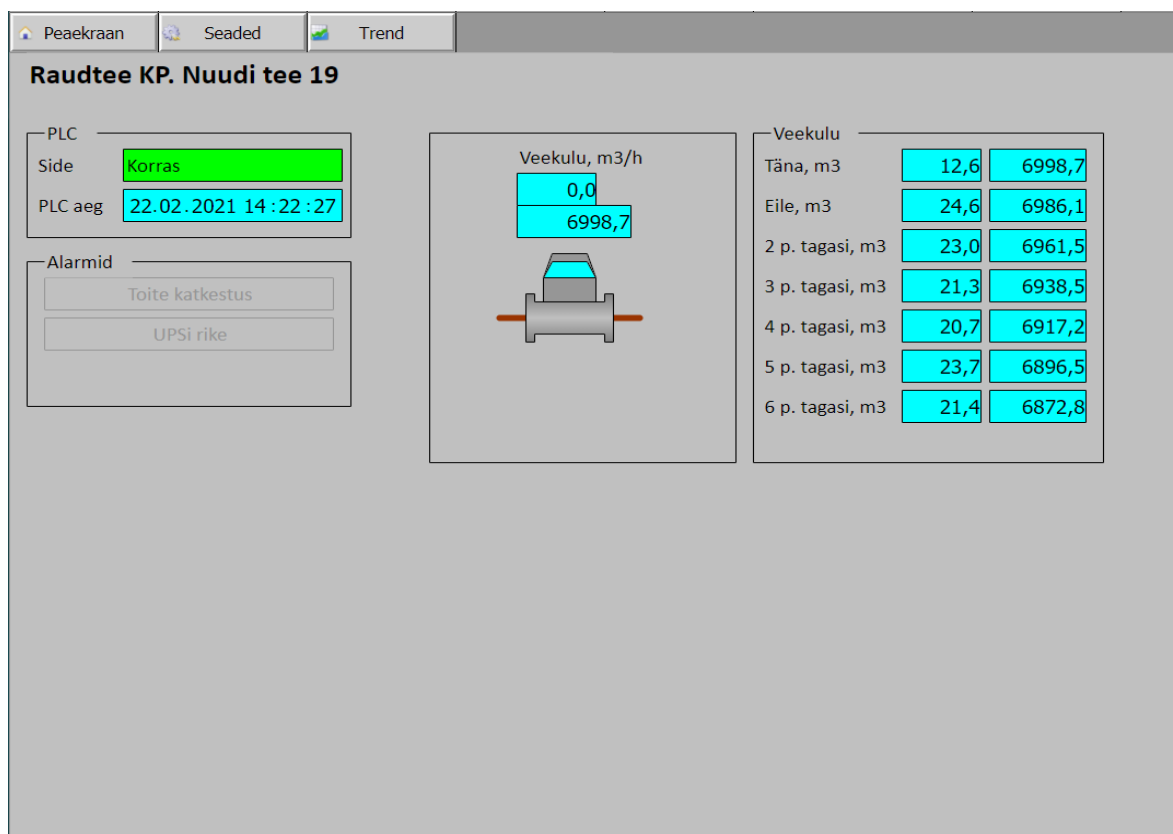 Peaekraan Seaded Trend
Raudtee KP. Nuudi tee 19
PLC
Side Korras
PLC aeg 22.02.2021 14:22:27
Alarmid
Toite katkestus
UPSi rike
Veekulu, m3/h
0,0
6998,7
Veekulu
Täna, m3 12,6 6998,7
Eile, m3 24,6 6986,1
2 p. tagasi, m3 23,0 6961,5
3 p. tagasi, m3 21,3 6938,5
4 p. tagasi, m3 20,7 6917,2
5 p. tagasi, m3 23,7 6896,5
6 p. tagasi, m3 21,4 6872,8